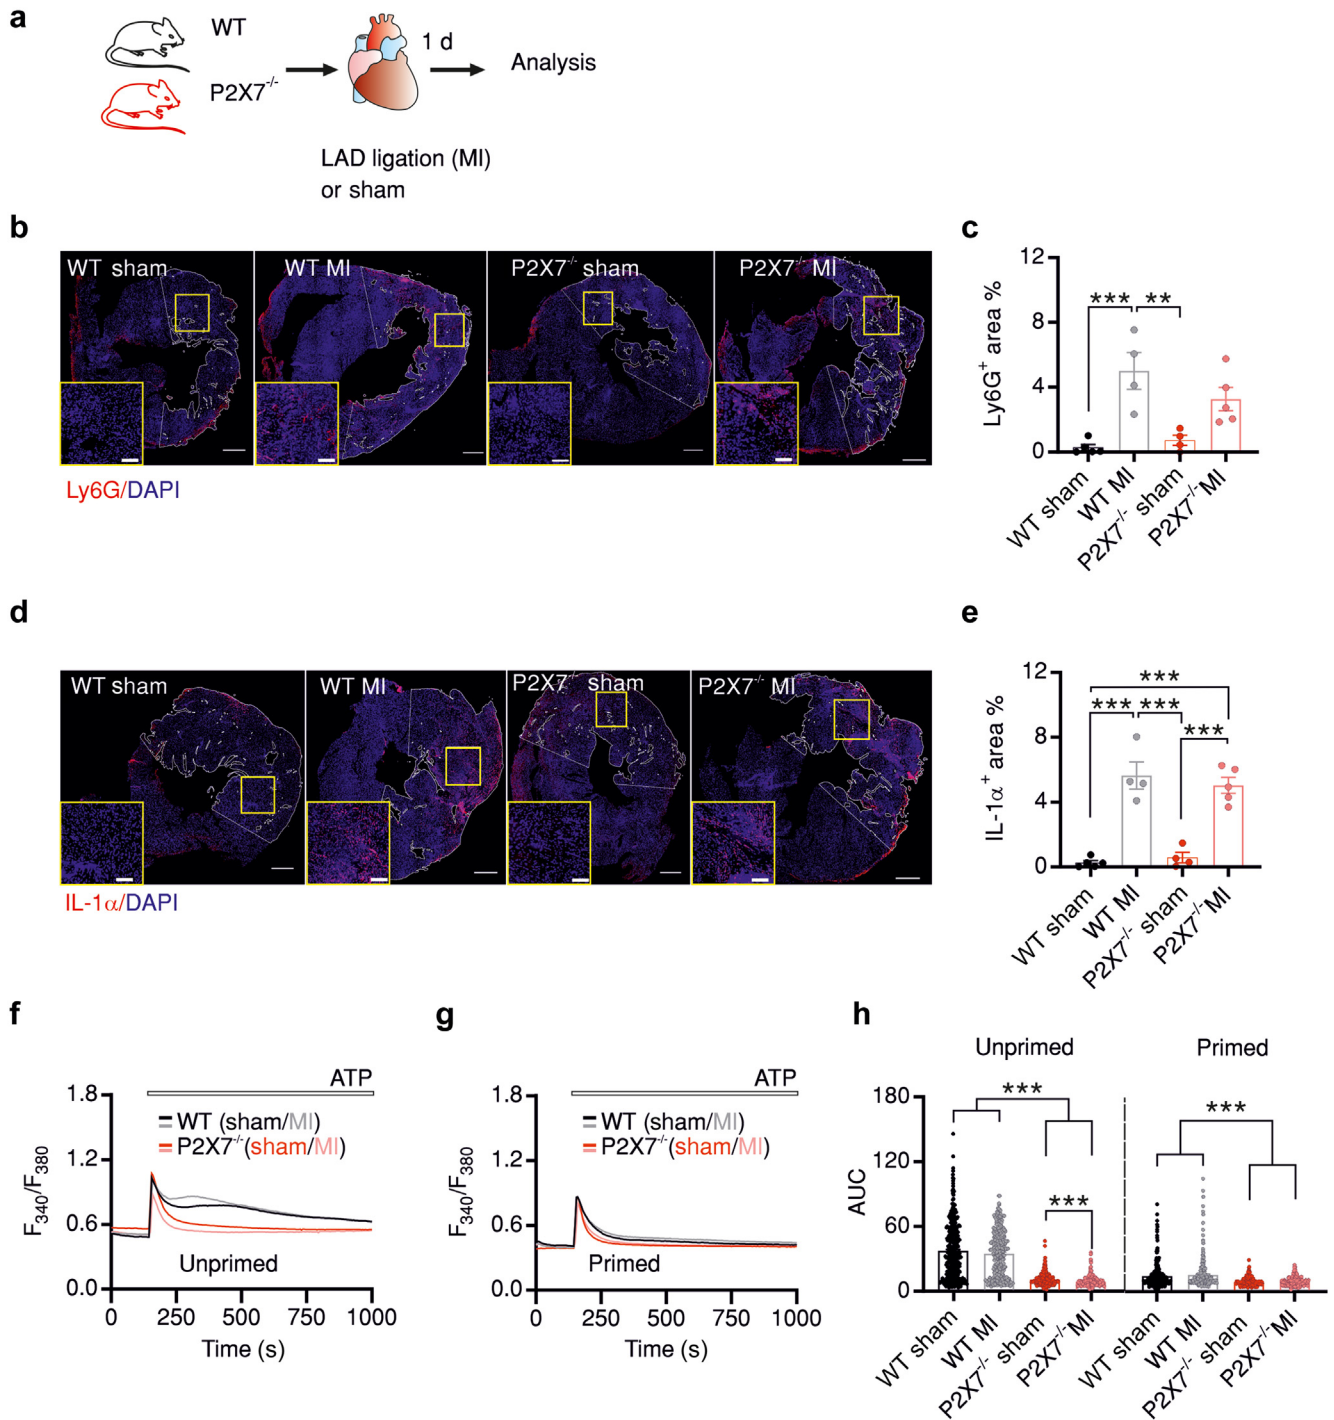 a
WT
P2X7-/-
1 d
Analysis
LAD ligation (MI)
or sham
b
WT sham
WT MI
P2X7-/- sham
P2X7-/- MI
Ly6G/DAPI
c
Ly6G+ area %
12
8
4
0
*** **
WT sham
WT MI
P2X7-/- sham
P2X7-/- MI
d
WT sham
WT MI
P2X7-/- sham
P2X7-/- MI
IL-1α/DAPI
e
IL-1α+ area %
12
8
4
0
***
*** ***
***
WT sham
WT MI
P2X7-/- sham
P2X7-/- MI
f
ATP
F340/F380
1.8
1.2
0.6
0.0
WT (sham/MI)
P2X7-/-(sham/MI)
Unprimed
0 250 500 750 1000
Time (s)
g
ATP
F340/F380
1.8
1.2
0.6
0.0
WT (sham/MI)
P2X7-/-(sham/MI)
Primed
0 250 500 750 1000
Time (s)
h
Unprimed
Primed
AUC
180
120
60
0
***
***
***
WT sham
WT MI
P2X7-/- sham
P2X7-/- MI
WT sham
WT MI
P2X7-/- sham
P2X7-/- MI